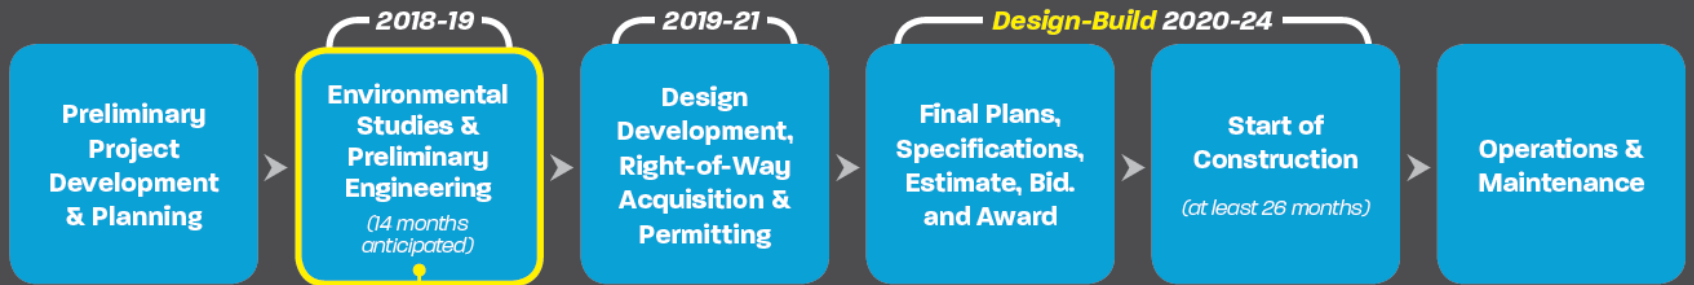 2018-19
2019-21
Design-Build 2020-24
Preliminary
Project
Development
& Planning
Environmental
Studies &
Preliminary
Engineering
(14 months
anticipated)
Design
Development,
Right-of-Way
Acquisition &
Permitting
Final Plans,
Specifications,
Estimate, Bid.
and Award
Start of
Construction
(at least 26 months)
Operations &
Maintenance